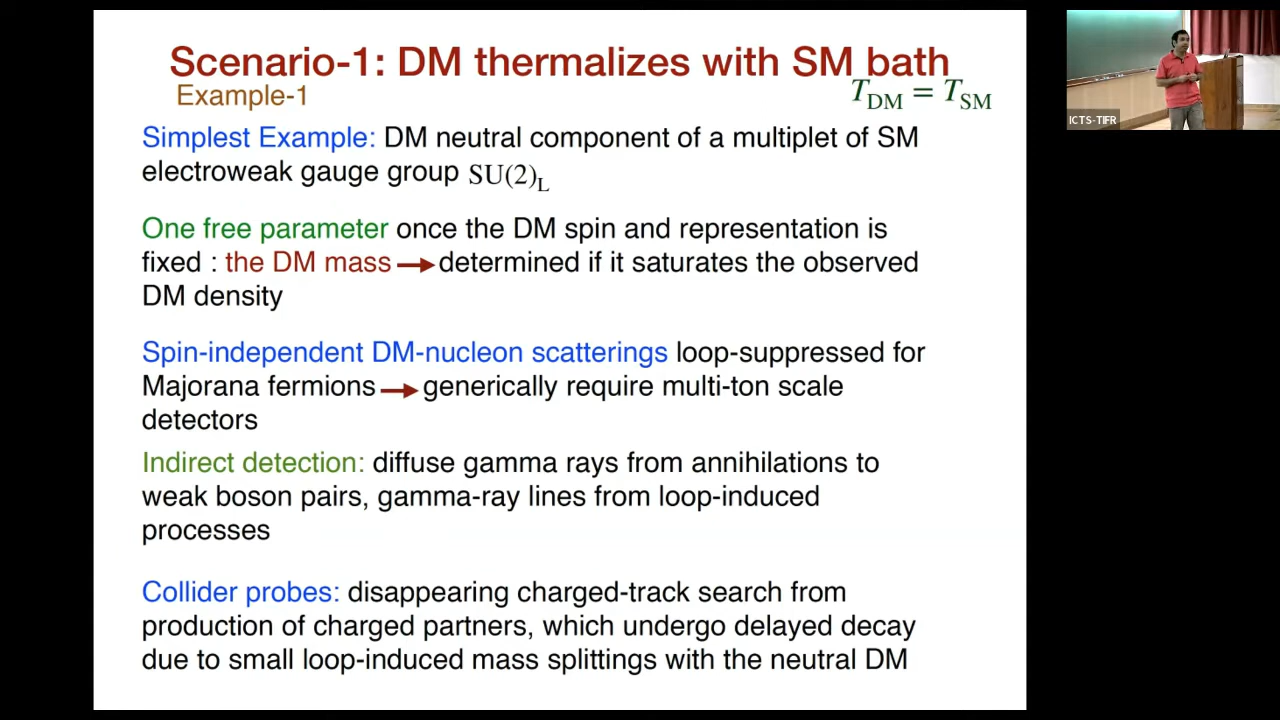 Scenario-1: DM thermalizes with SM bath
Example-1
T_DM = T_SM
Simplest Example: DM neutral component of a multiplet of SM
electroweak gauge group SU(2)_L
One free parameter once the DM spin and representation is
fixed : the DM mass → determined if it saturates the observed
DM density
Spin-independent DM-nucleon scatterings loop-suppressed for
Majorana fermions → generically require multi-ton scale
detectors
Indirect detection: diffuse gamma rays from annihilations to
weak boson pairs, gamma-ray lines from loop-induced
processes
Collider probes: disappearing charged-track search from
production of charged partners, which undergo delayed decay
due to small loop-induced mass splittings with the neutral DM
ICTS-TIFR